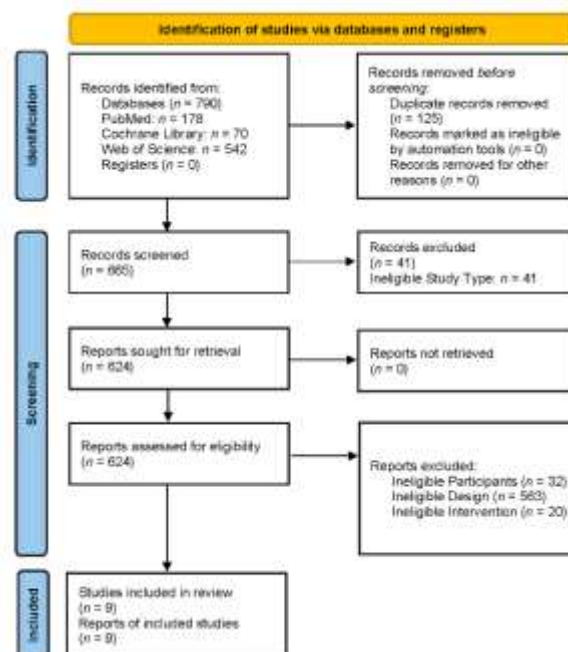 Identification of studies via databases and registers
Identification
Records identified from:
Databases (n = 790)
PubMed: n = 178
Cochrane Library: n = 70
Web of Science: n = 542
Registers (n = 0)
Records removed before
screening:
Duplicate records removed
(n = 125)
Records marked as ineligible
by automation tools (n = 0)
Records removed for other
reasons (n = 0)
Screening
Records screened
(n = 665)
Records excluded
(n = 41)
Ineligible Study Type: n = 41
Reports sought for retrieval
(n = 624)
Reports not retrieved
(n = 0)
Reports assessed for eligibility
(n = 624)
Reports excluded:
Ineligible Participants (n = 32)
Ineligible Design (n = 563)
Ineligible Intervention (n = 20)
Included
Studies included in review
(n = 9)
Reports of included studies
(n = 9)